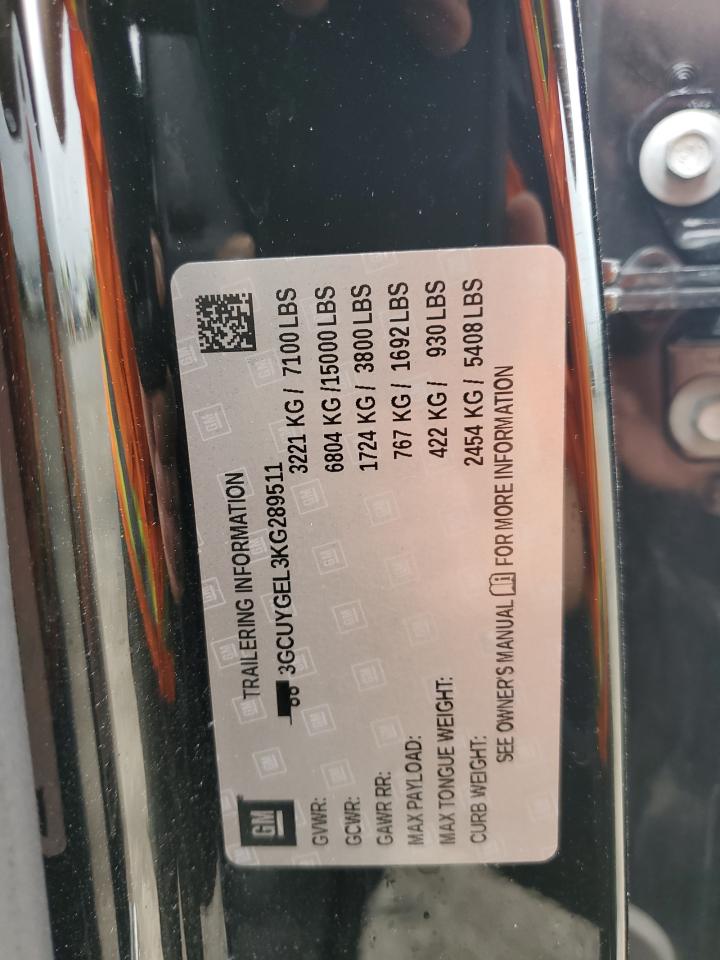 GM
TRAILERING INFORMATION
3GCUYGEL3KG289511
GVWR: 3221 KG / 7100 LBS
GCWR: 6804 KG /15000 LBS
GAWR RR: 1724 KG / 3800 LBS
MAX PAYLOAD: 767 KG / 1692 LBS
MAX TONGUE WEIGHT: 422 KG / 930 LBS
CURB WEIGHT: 2454 KG / 5408 LBS
SEE OWNER'S MANUAL FOR MORE INFORMATION